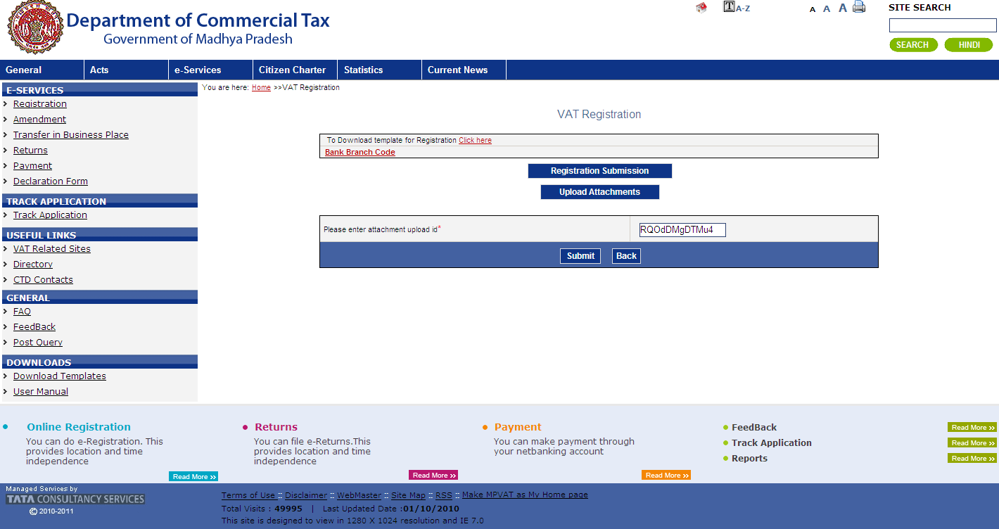 Department of Commercial Tax
Government of Madhya Pradesh
T A-Z
A A A
SITE SEARCH
SEARCH HINDI
General Acts e-Services Citizen Charter Statistics Current News
You are here: Home >>VAT Registration
E-SERVICES
Registration
Amendment
Transfer in Business Place
Returns
Payment
Declaration Form
TRACK APPLICATION
Track Application
USEFUL LINKS
VAT Related Sites
Directory
CTD Contacts
GENERAL
FAQ
FeedBack
Post Query
DOWNLOADS
Download Templates
User Manual
VAT Registration
To Download template for Registration Click here
Bank Branch Code
Registration Submission
Upload Attachments
Please enter attachment upload id* RQOdDMgDTMu4
Submit Back
Online Registration
You can do e-Registration. This
provides location and time
independence
Read More >>
Returns
You can file e-Returns.This
provides location and time
independence
Read More >>
Payment
You can make payment through
your netbanking account
Read More >>
FeedBack Read More >>
Track Application Read More >>
Reports Read More >>
Managed Services by
TATA CONSULTANCY SERVICES
© 2010-2011
Terms of Use :: Disclaimer :: WebMaster :: Site Map :: RSS :: Make MPVAT as My Home page
Total Visits : 49995 | Last Updated Date :01/10/2010
This site is designed to view in 1280 X 1024 resolution and IE 7.0